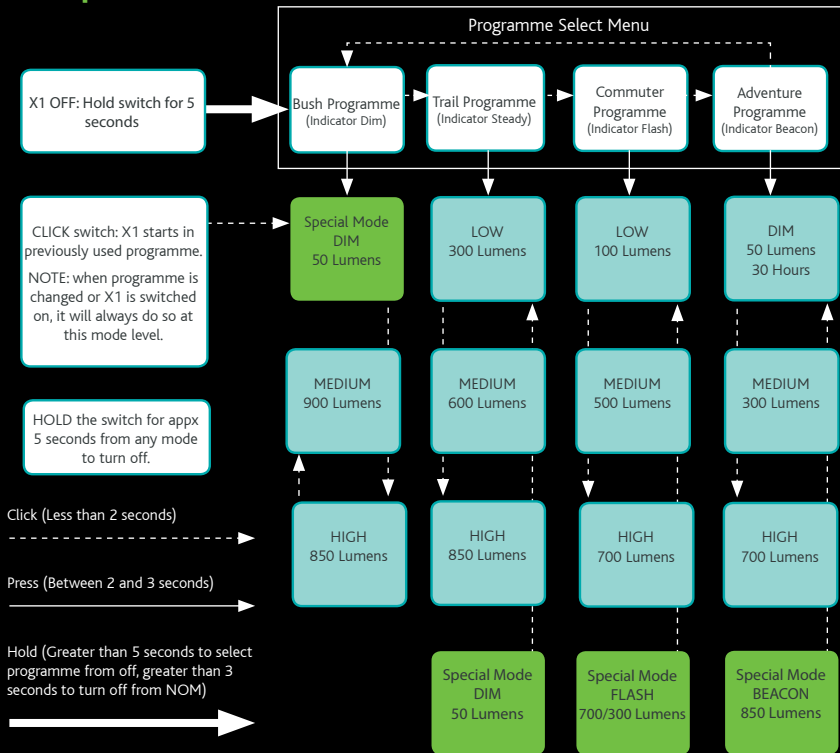 Programme Select Menu
X1 OFF: Hold switch for 5
seconds
Bush Programme
(Indicator Dim)
Trail Programme
(Indicator Steady)
Commuter
Programme
(Indicator Flash)
Adventure
Programme
(Indicator Beacon)
CLICK switch: X1 starts in
previously used programme.
NOTE: when programme is
changed or X1 is switched
on, it will always do so at
this mode level.
Special Mode
DIM
50 Lumens
LOW
300 Lumens
LOW
100 Lumens
DIM
50 Lumens
30 Hours
HOLD the switch for appx
5 seconds from any mode
to turn off.
MEDIUM
900 Lumens
MEDIUM
600 Lumens
MEDIUM
500 Lumens
MEDIUM
300 Lumens
Click (Less than 2 seconds)
HIGH
850 Lumens
HIGH
850 Lumens
HIGH
700 Lumens
HIGH
700 Lumens
Press (Between 2 and 3 seconds)
Hold (Greater than 5 seconds to select
programme from off, greater than 3
seconds to turn off from NOM)
Special Mode
DIM
50 Lumens
Special Mode
FLASH
700/300 Lumens
Special Mode
BEACON
850 Lumens